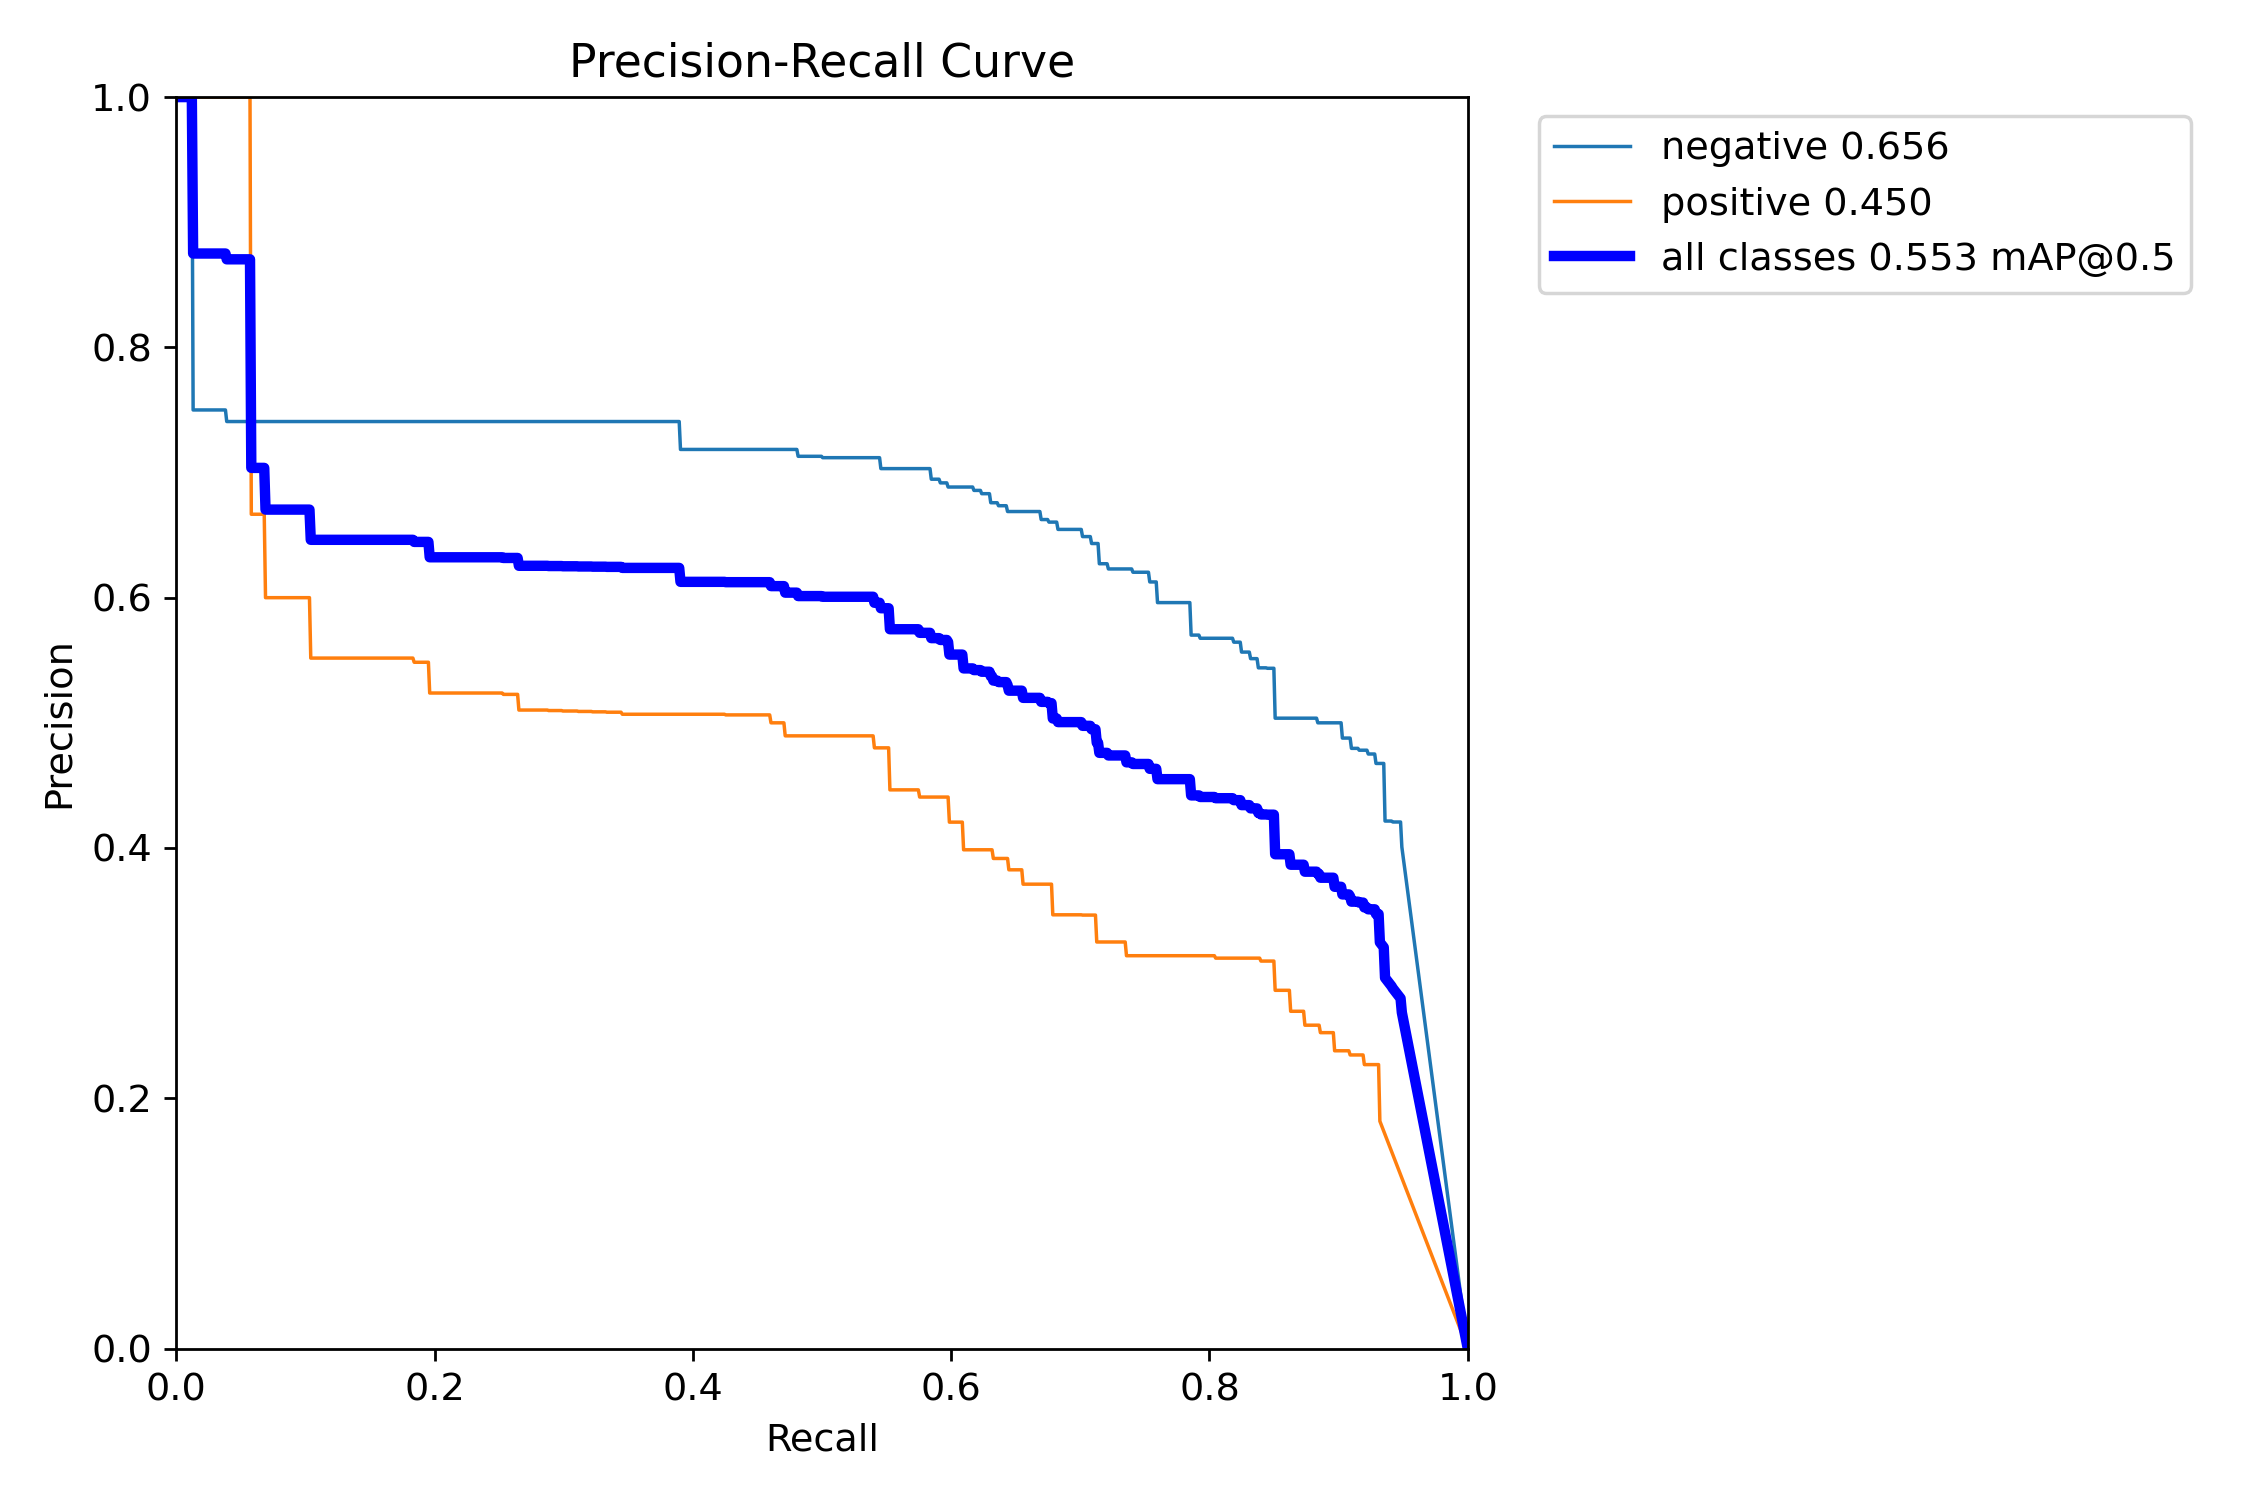 Precision-Recall Curve
1.0
0.8
0.6
0.4
0.2
0.0
Precision
0.0 0.2 0.4 0.6 0.8 1.0
Recall
negative 0.656
positive 0.450
all classes 0.553 mAP@0.5